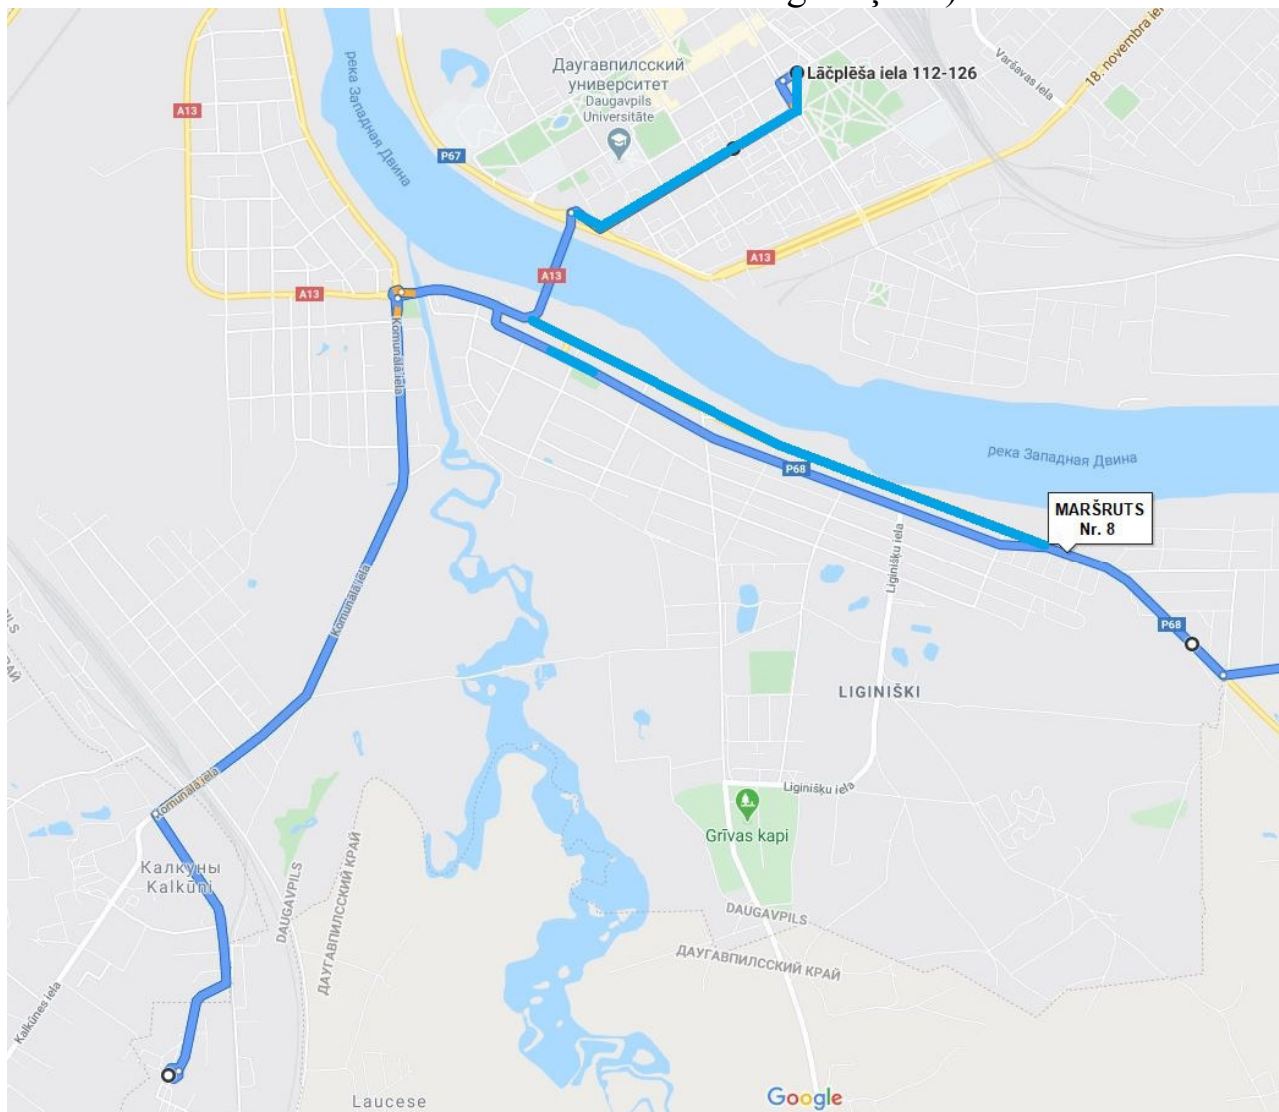 Lāčplēša iela 112-126
Varšavas iela
18. novembra iela
Даугавпилсский
университет
Daugavpils
Universitāte
река Западная Двина
A13
P67
A13
A13
A13
Komunālā iela
река Западная Двина
P68
MARŠRUTS
Nr. 8
Liginišķu iela
Komunālā iela
P68
LIGINIŠKI
Liginišķu iela
Komunālā iela
Grīvas kapi
Калкуны
Kalkūni
DAUGAVPILS
ДАУГАВПИЛССКИЙ КРАЙ
DAUGAVPILS
ДАУГАВПИЛССКИЙ КРАЙ
Kalkūnes iela
Laucese
Google